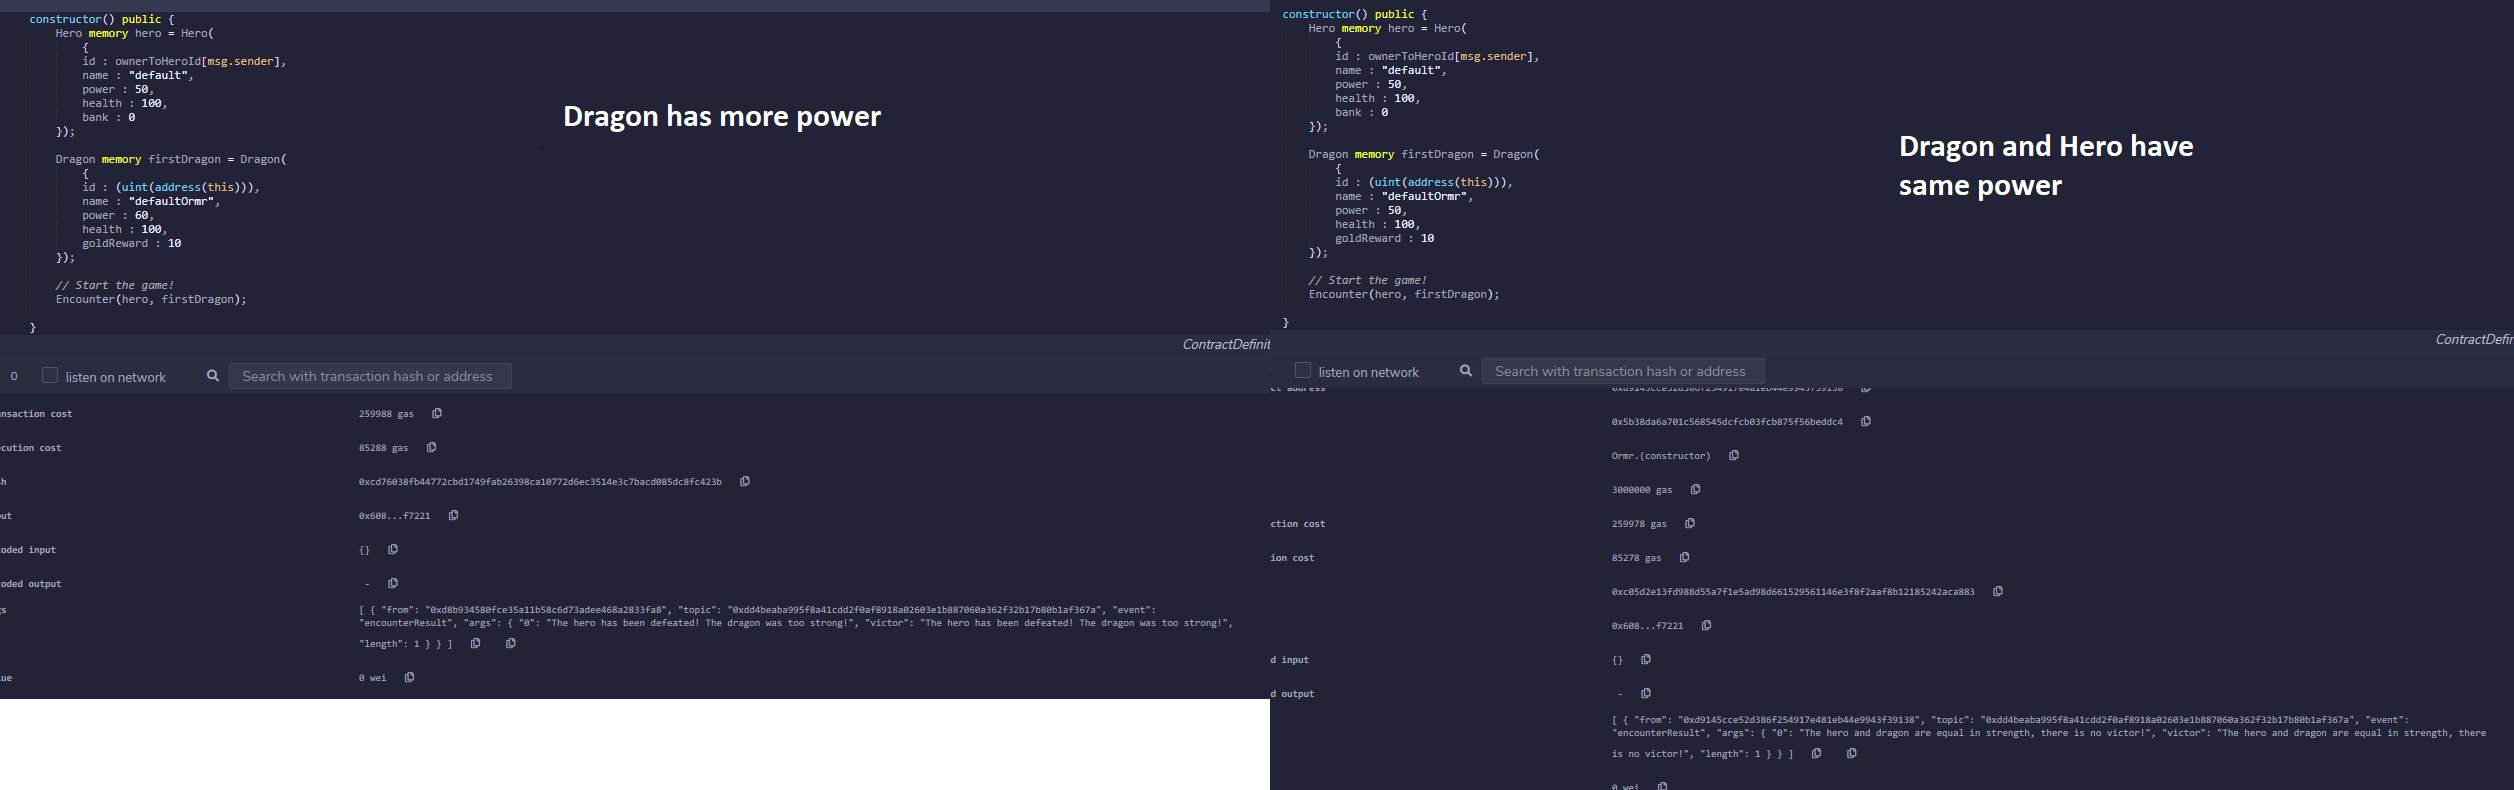 constructor() public {
Hero memory hero = Hero(
{
id : ownerToHeroId[msg.sender],
name : "default",
power : 50,
health : 100,
bank : 0
});
Dragon memory firstDragon = Dragon(
{
id : (uint(address(this))),
name : "defaultOrmr",
power : 60,
health : 100,
goldReward : 10
});
// Start the game!
Encounter(hero, firstDragon);
}
Dragon has more power
ContractDefinit
0
listen on network
Search with transaction hash or address
nsaction cost 259988 gas
cution cost 85288 gas
h 0xcd76038fb44772cbd1749fab26398ca10772d6ec3514e3c7bacd085dc8fc423b
ut 0x608...f7221
oded input {}
oded output -
s [ { "from": "0xd8b934580fce35a11b58c6d73adee468a2833fa8", "topic": "0xdd4beaba995f8a41cdd2f0af8918a02603e1b887060a362f32b17b80b1af367a", "event":
"encounterResult", "args": { "0": "The hero has been defeated! The dragon was too strong!", "victor": "The hero has been defeated! The dragon was too strong!",
"length": 1 } } ]
ue 0 wei
constructor() public {
Hero memory hero = Hero(
{
id : ownerToHeroId[msg.sender],
name : "default",
power : 50,
health : 100,
bank : 0
});
Dragon memory firstDragon = Dragon(
{
id : (uint(address(this))),
name : "defaultOrmr",
power : 50,
health : 100,
goldReward : 10
});
// Start the game!
Encounter(hero, firstDragon);
}
Dragon and Hero have
same power
ContractDefin
listen on network
Search with transaction hash or address
ct address 0xd9145cce52d386f254917e481eb44e9943f39138
0x5b38da6a701c568545dcfcb03fcb875f56beddc4
Ormr.(constructor)
3000000 gas
ction cost 259978 gas
ion cost 85278 gas
0xc05d2e13fd988d55a7f1e5ad98d661529561146e3f8f2aaf8b12185242aca883
0x608...f7221
d input {}
d output -
[ { "from": "0xd9145cce52d386f254917e481eb44e9943f39138", "topic": "0xdd4beaba995f8a41cdd2f0af8918a02603e1b887060a362f32b17b80b1af367a", "event":
"encounterResult", "args": { "0": "The hero and dragon are equal in strength, there is no victor!", "victor": "The hero and dragon are equal in strength, there
is no victor!", "length": 1 } } ]
0 wei